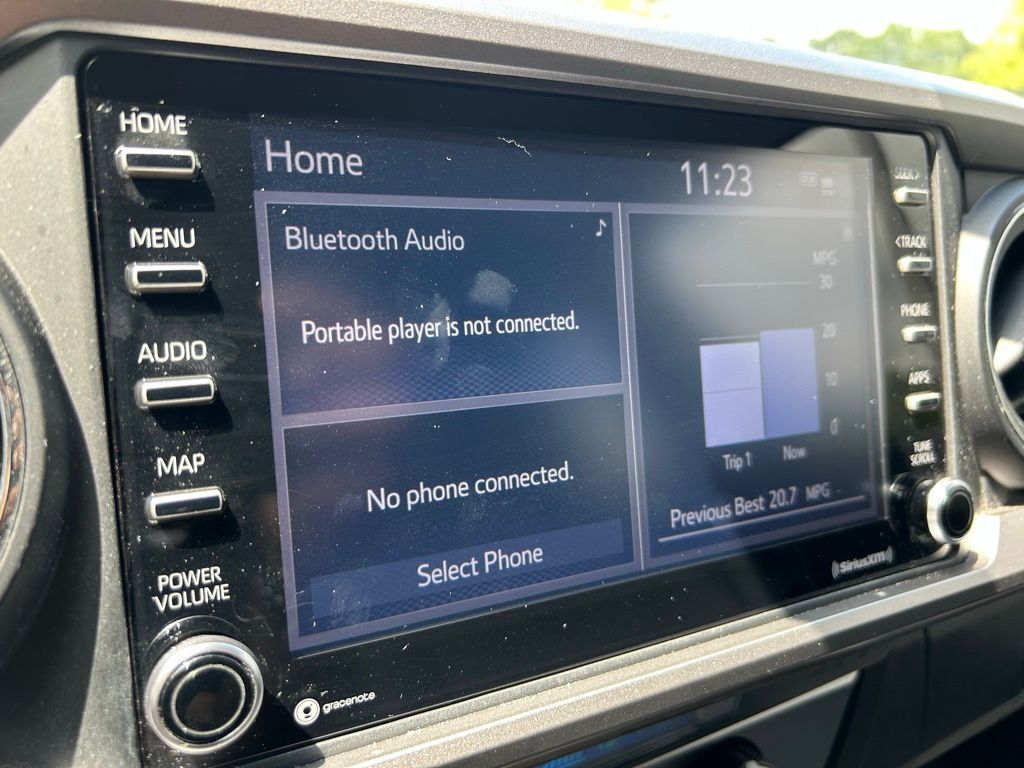 HOME
MENU
AUDIO
MAP
POWER
VOLUME
gracenote
Home
11:23
Bluetooth Audio
Portable player is not connected.
No phone connected.
Select Phone
MPG
30
20
10
0
Trip 1
Now
Previous Best 20.7 MPG
SEEK>
<TRACK
PHONE
APPS
TUNE
SCROLL
((SiriusXM))